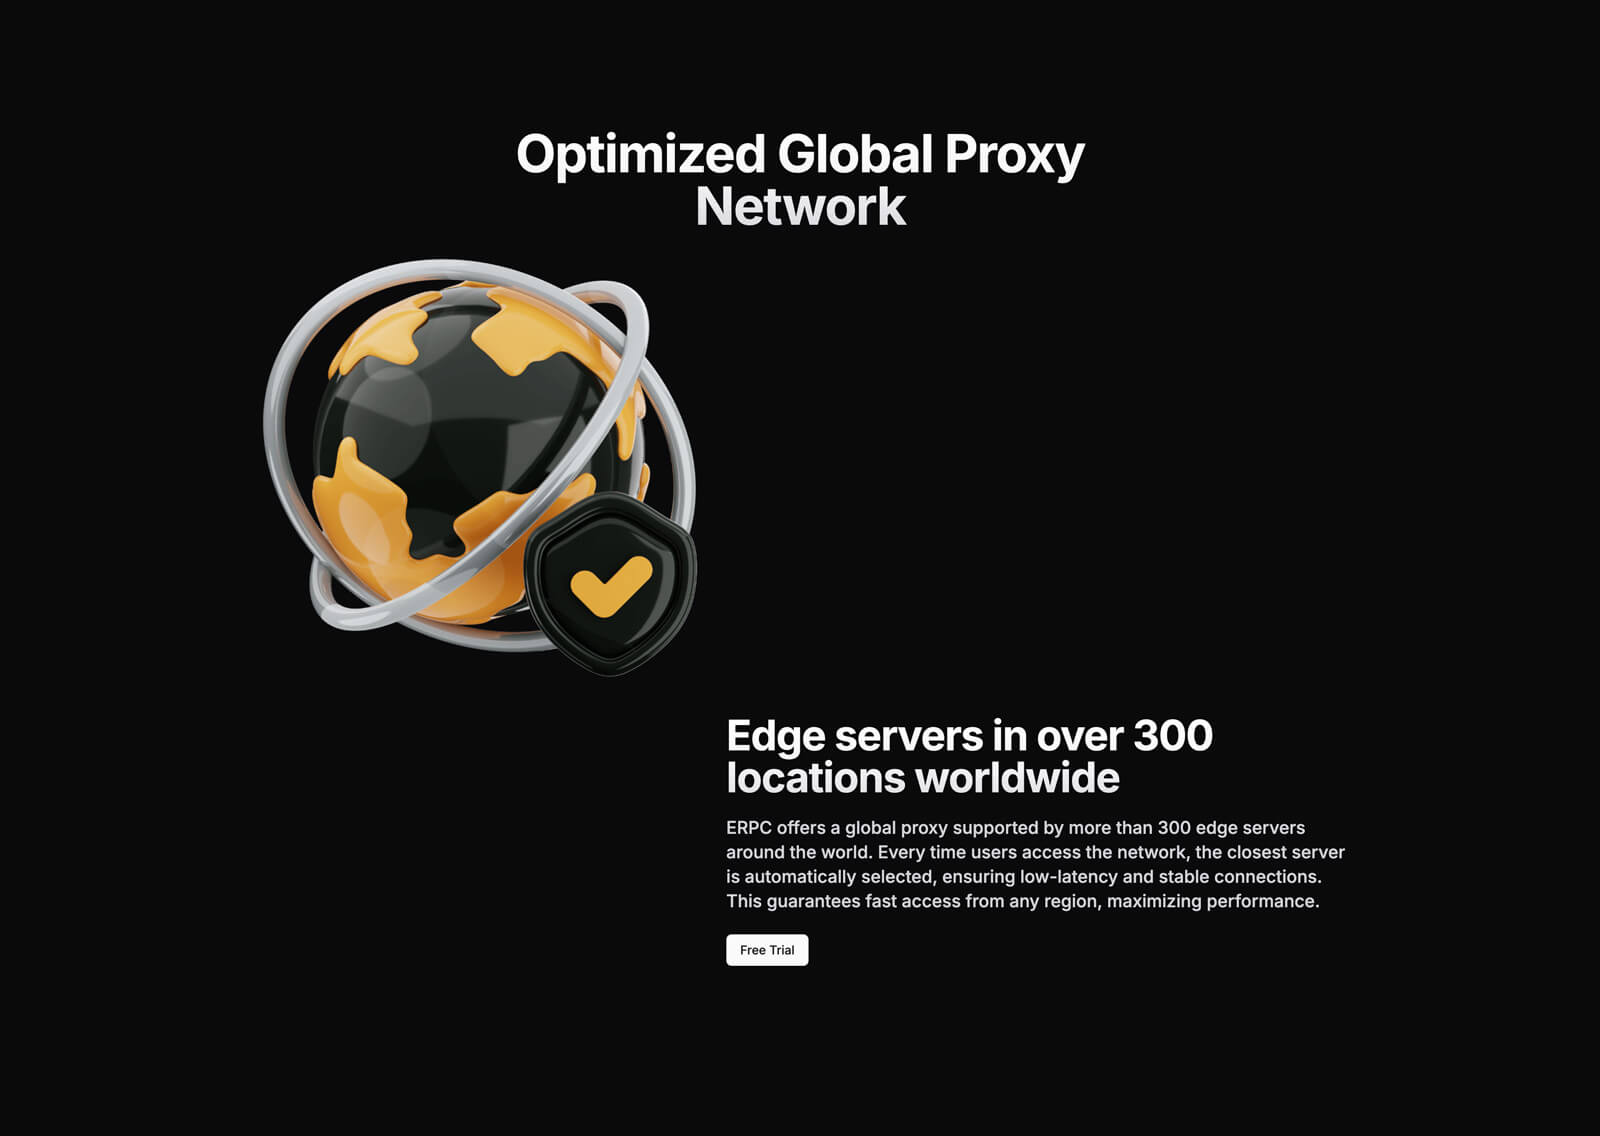 Optimized Global Proxy
Network
Edge servers in over 300
locations worldwide
ERPC offers a global proxy supported by more than 300 edge servers
around the world. Every time users access the network, the closest server
is automatically selected, ensuring low-latency and stable connections.
This guarantees fast access from any region, maximizing performance.
Free Trial